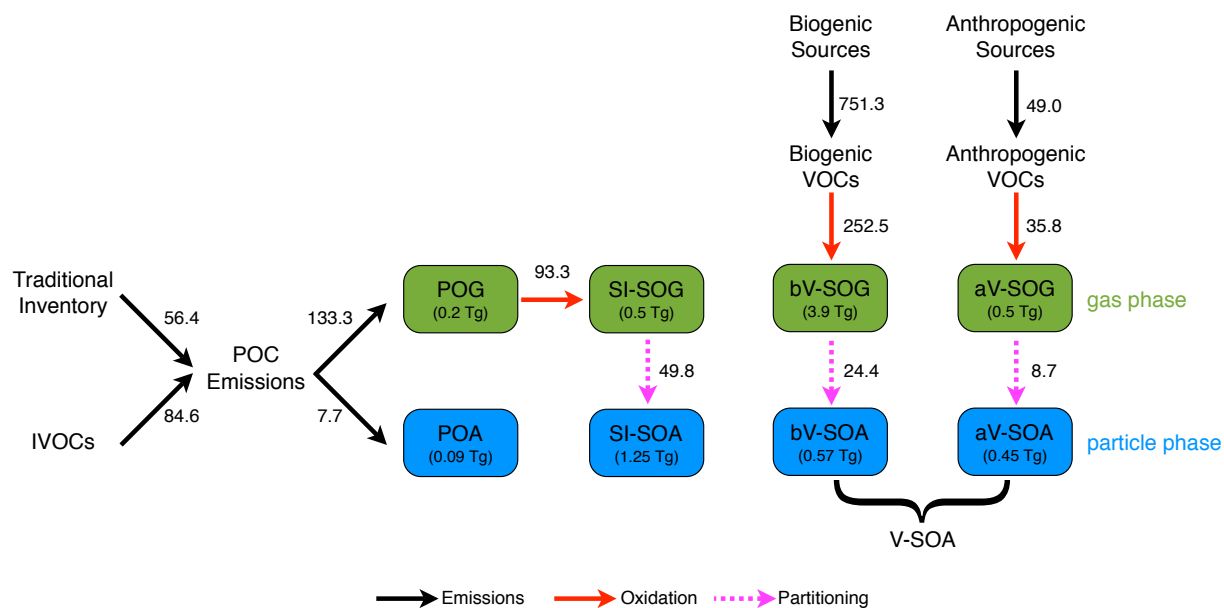 Biogenic
Sources
Anthropogenic
Sources
751.3
49.0
Biogenic
VOCs
Anthropogenic
VOCs
252.5
35.8
Traditional
Inventory
56.4
IVOCs
84.6
POC
Emissions
133.3
7.7
POG
(0.2 Tg)
93.3
SI-SOG
(0.5 Tg)
bV-SOG
(3.9 Tg)
aV-SOG
(0.5 Tg)
gas phase
49.8
24.4
8.7
POA
(0.09 Tg)
SI-SOA
(1.25 Tg)
bV-SOA
(0.57 Tg)
aV-SOA
(0.45 Tg)
particle phase
V-SOA
Emissions
Oxidation
Partitioning